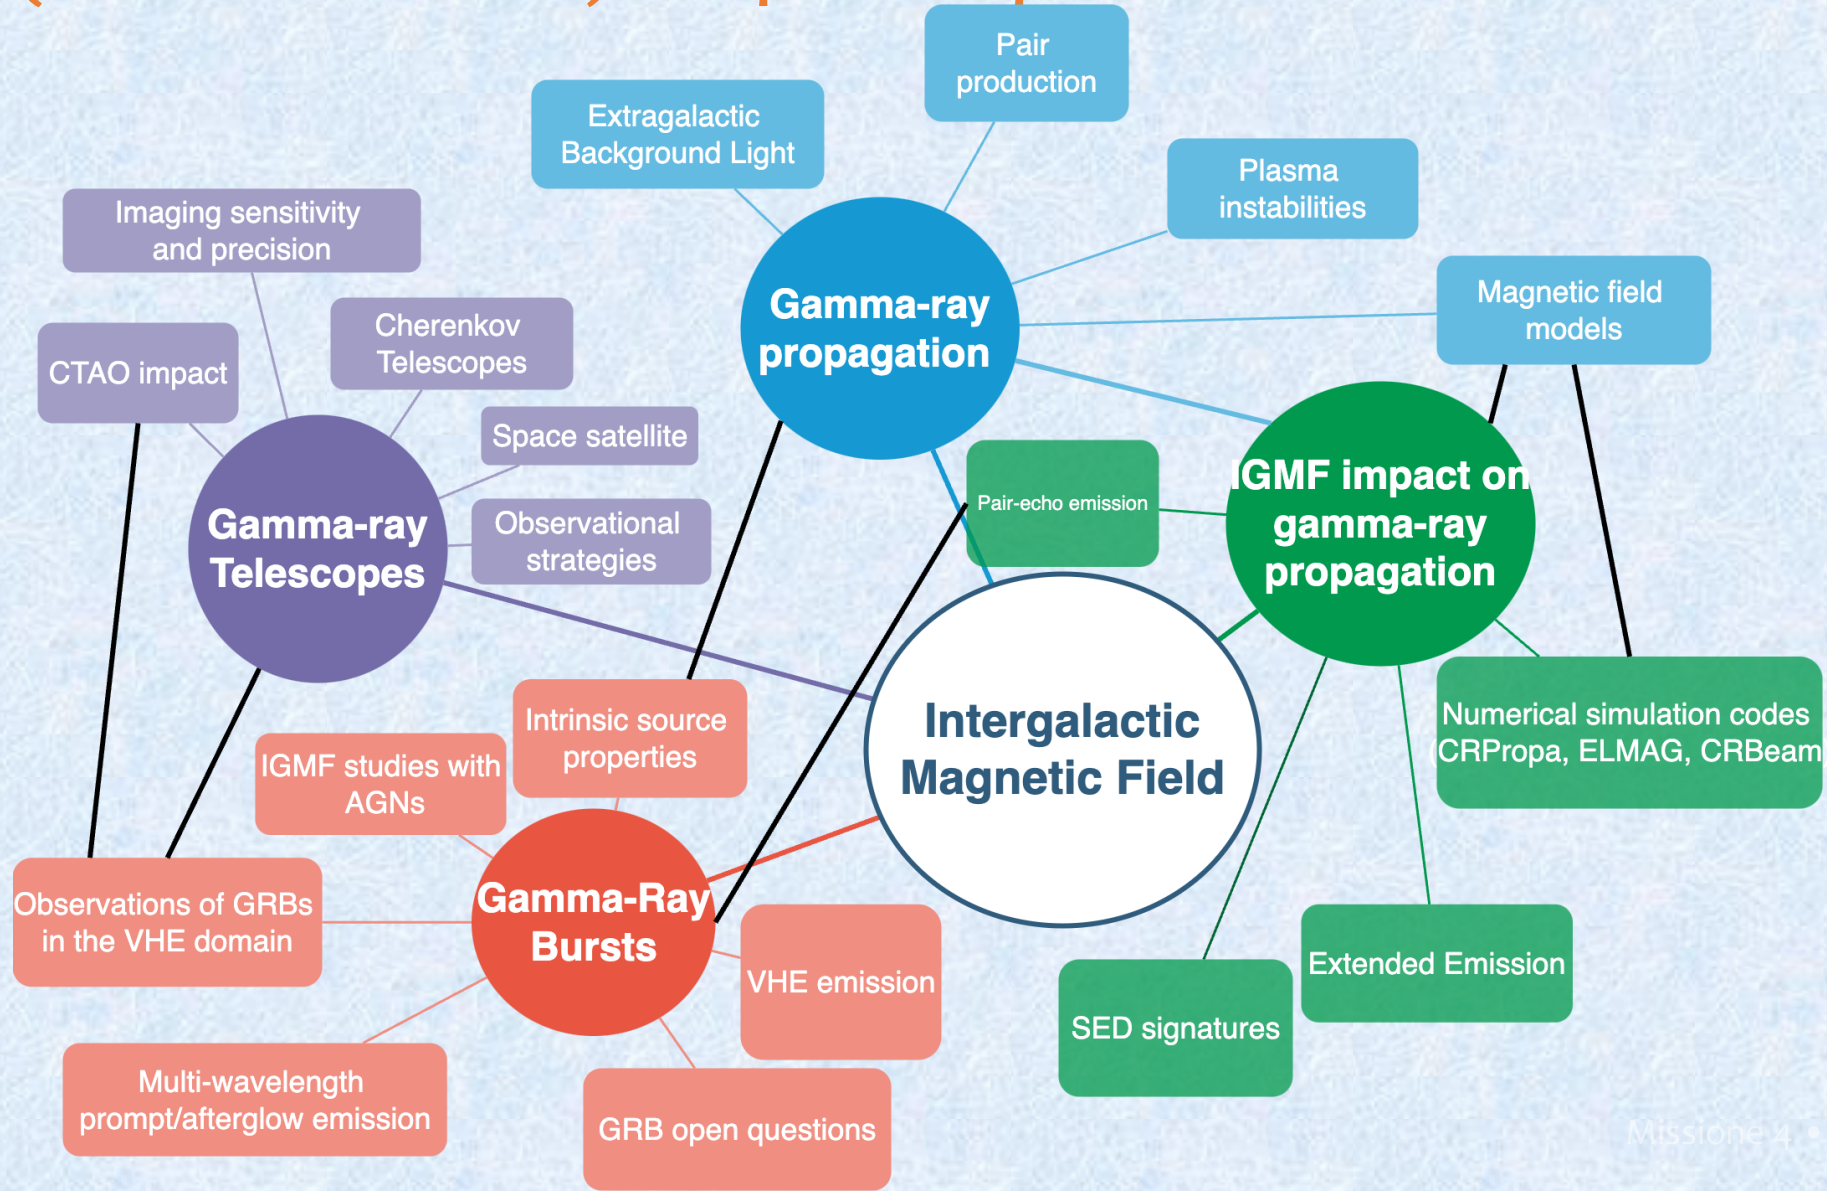 Pair
production
Extragalactic
Background Light
Plasma
instabilities
Imaging sensitivity
and precision
Magnetic field
models
Gamma-ray
propagation
Cherenkov
Telescopes
CTAO impact
Space satellite
Observational
strategies
Gamma-ray
Telescopes
Pair-echo emission
IGMF impact on
gamma-ray
propagation
Intergalactic
Magnetic Field
Numerical simulation codes
(CRPropa, ELMAG, CRBeam
Intrinsic source
properties
IGMF studies with
AGNs
Observations of GRBs
in the VHE domain
Gamma-Ray
Bursts
VHE emission
Extended Emission
SED signatures
Multi-wavelength
prompt/afterglow emission
GRB open questions
Missione 4 •